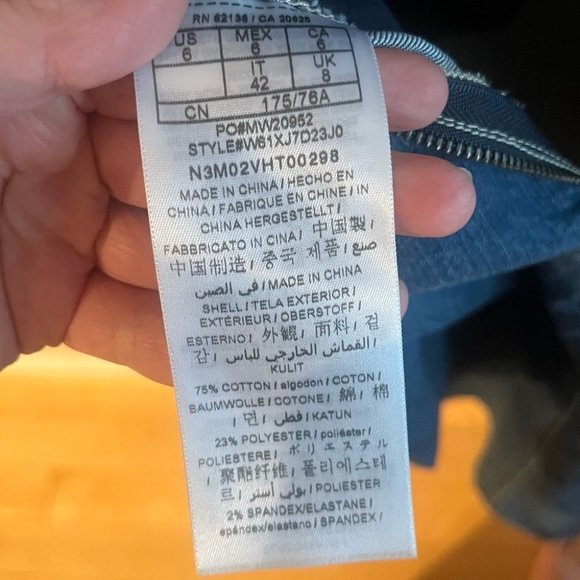 RN 62136 / CA 20625
US MEX CA
6 6 6
IT UK
42 8
CN 175/76A
PO#MW20952
STYLE#W61XJ7D23J0
N3M02VHT00298
MADE IN CHINA / HECHO EN
CHINA / FABRIQUE EN CHINE / IN
CHINA HERGESTELLT /
FABBRICATO IN CINA / 中国製 /
中国制造 / 중국 제품 / صنع
في الصين / MADE IN CHINA
SHELL / TELA EXTERIOR /
EXTÉRIEUR / OBERSTOFF /
ESTERNO / 外観 / 面料 / 겉
감 / القماش الخارجي للباس /
KULIT
75% COTTON / algodon / COTON /
BAUMWOLLE / COTONE / 綿 / 棉
/ 면 / قطن / KATUN
23% POLYESTER / poliéster /
POLIESTERE / ポリエステル
/ 聚酯纤维 / 폴리에스테
르 / بولي أستر / POLIESTER
2% SPANDEX/ELASTANE /
spándex/elastano / SPANDEX /